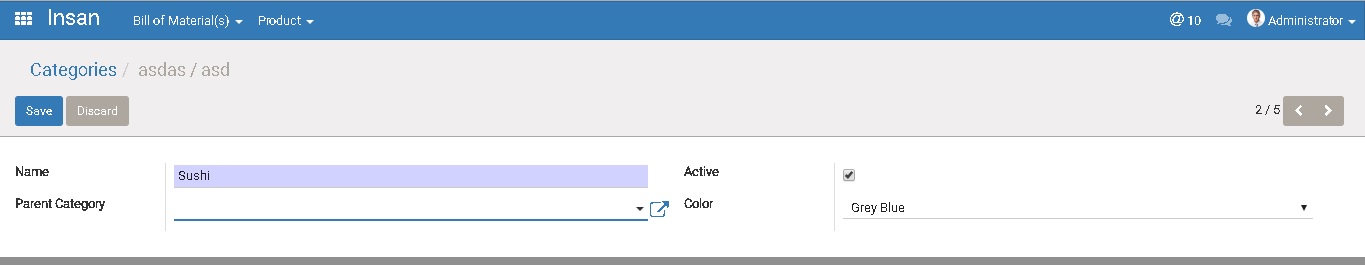 Insan Bill of Material(s) Product @ 10 Administrator
Categories / asdas / asd
Save Discard 2 / 5
Name Sushi Active
Parent Category Color Grey Blue